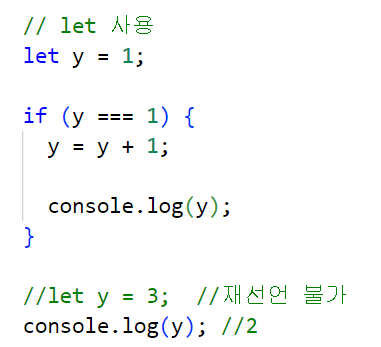 // let 사용
let y = 1;
if (y === 1) {
y = y + 1;
console.log(y);
}
//let y = 3;  //재선언 불가
console.log(y); //2